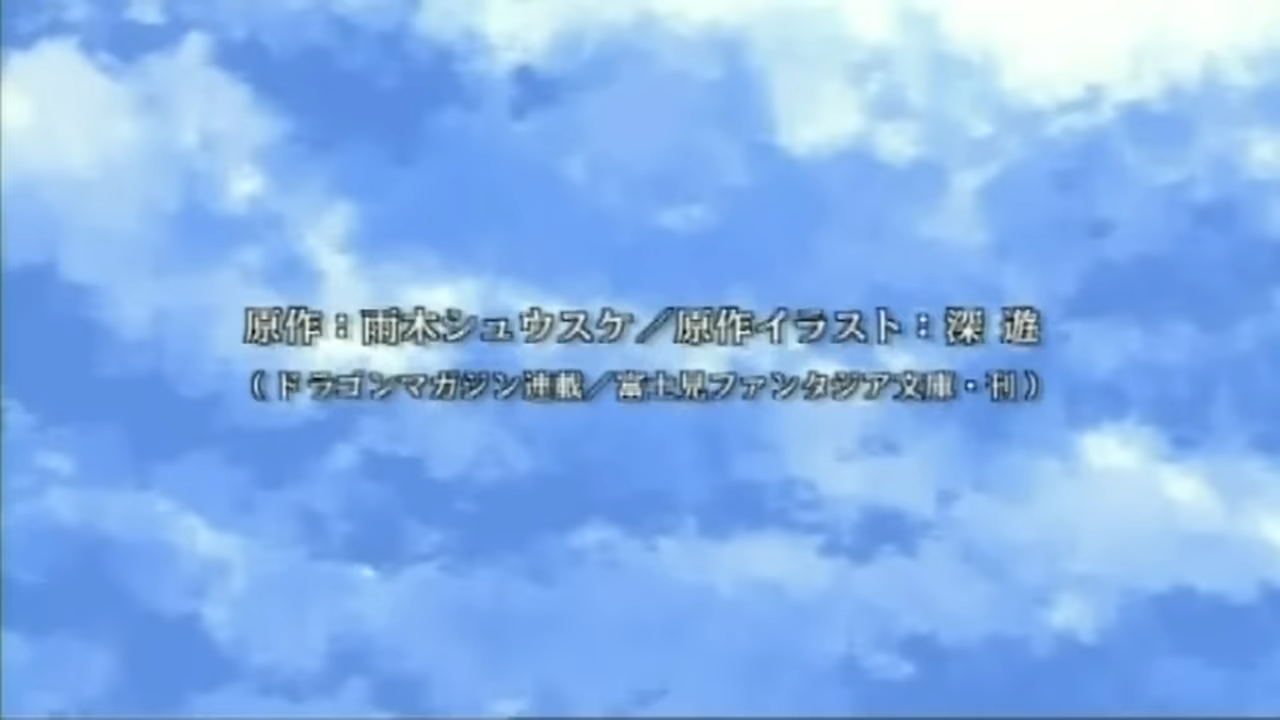 原作：雨木シュウスケ／原作イラスト：深 遊
（ドラゴンマガジン連載／富士見ファンタジア文庫・刊）